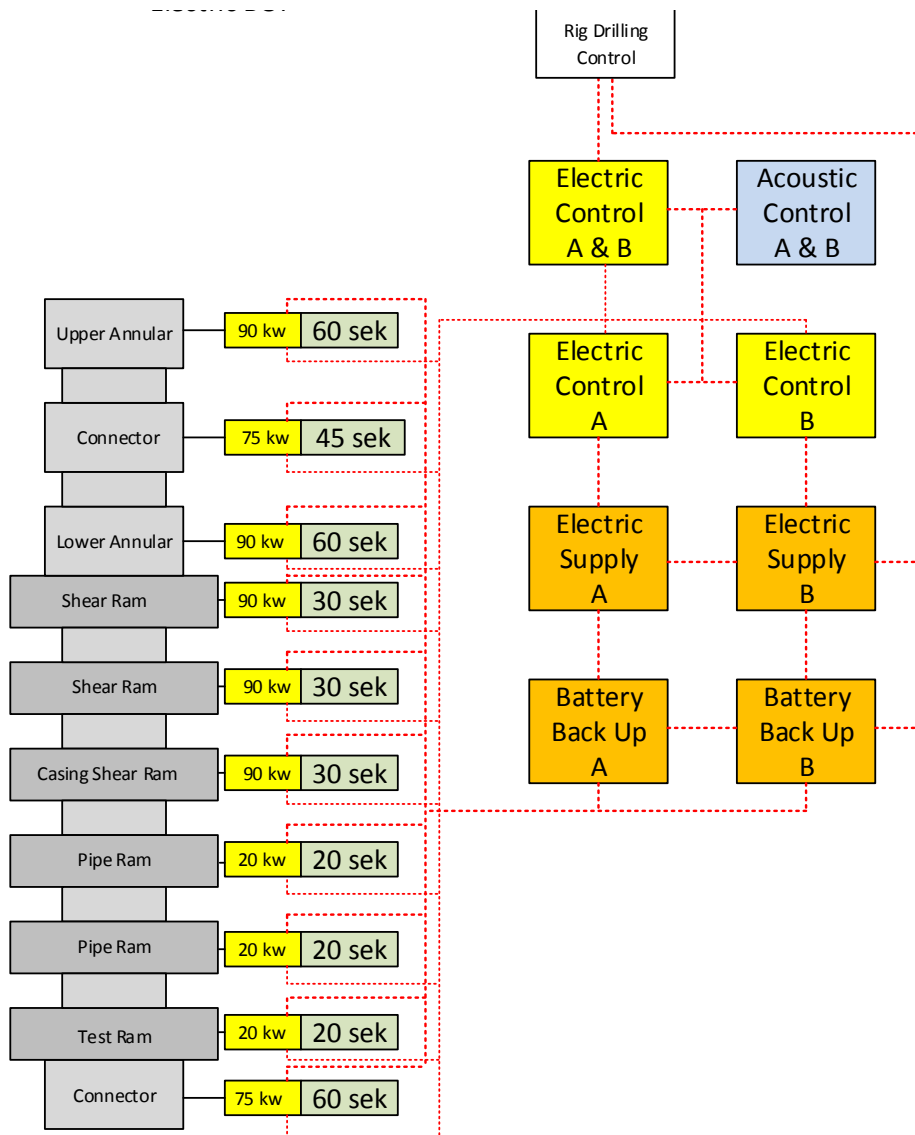 Rig Drilling
Control
Electric
Control
A & B
Acoustic
Control
A & B
Upper Annular
90 kw
60 sek
Electric
Control
A
Electric
Control
B
Connector
75 kw
45 sek
Lower Annular
90 kw
60 sek
Electric
Supply
A
Electric
Supply
B
Shear Ram
90 kw
30 sek
Shear Ram
90 kw
30 sek
Battery
Back Up
A
Battery
Back Up
B
Casing Shear Ram
90 kw
30 sek
Pipe Ram
20 kw
20 sek
Pipe Ram
20 kw
20 sek
Test Ram
20 kw
20 sek
Connector
75 kw
60 sek